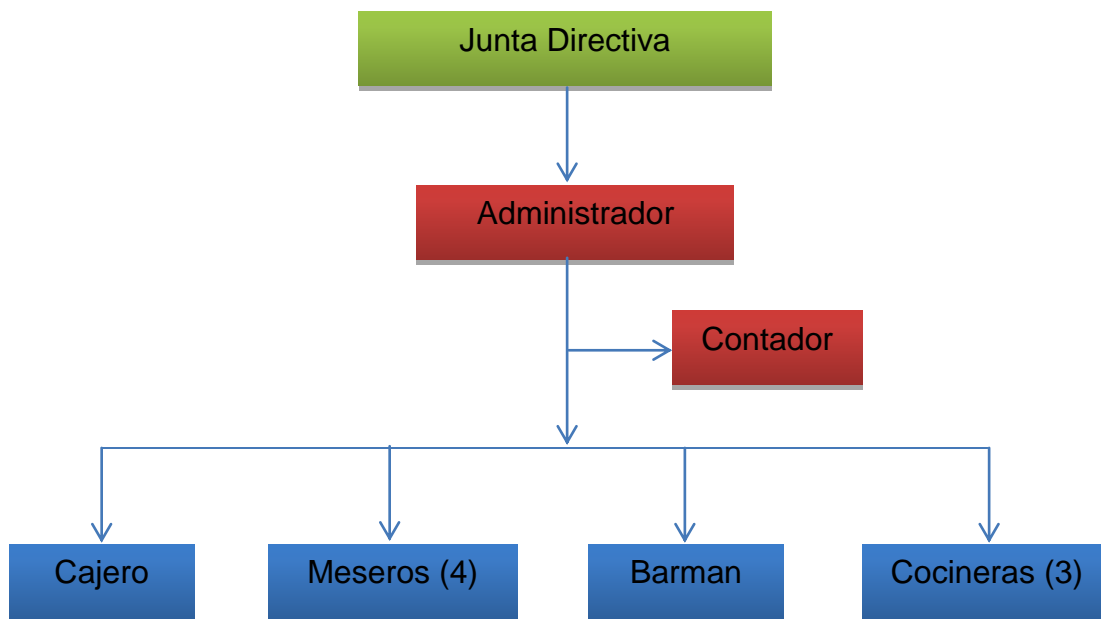 Junta Directiva
Administrador
Contador
Cajero
Meseros (4)
Barman
Cocineras (3)